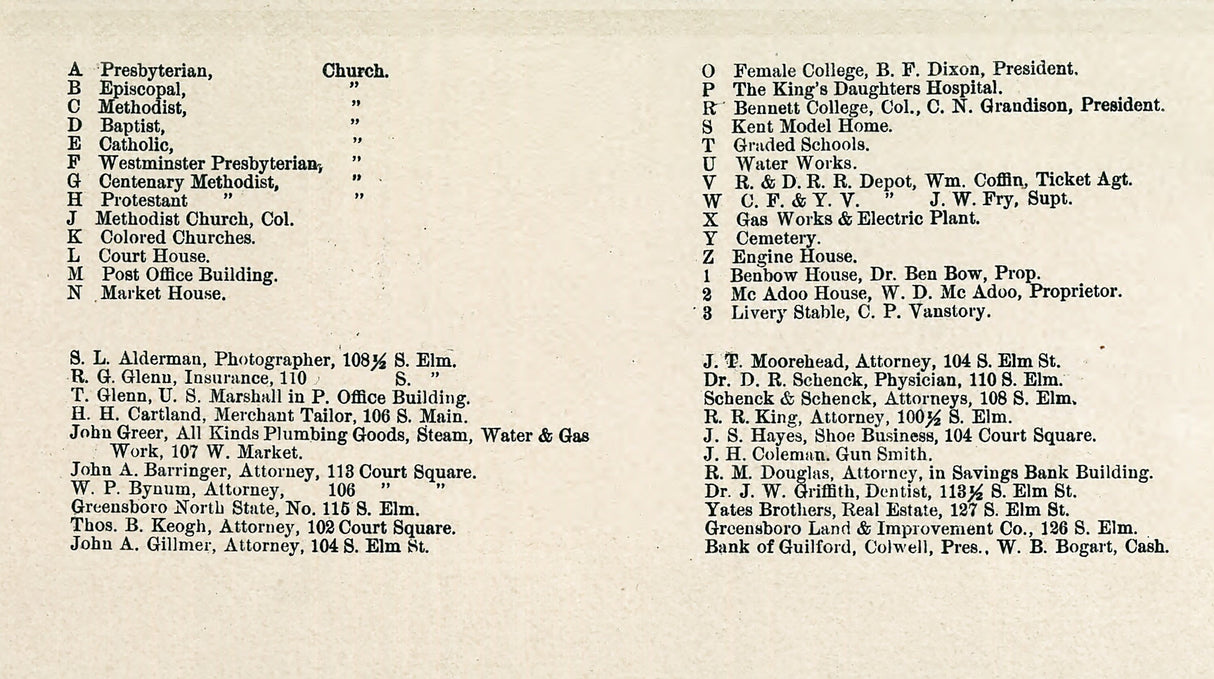 A Presbyterian, Church.
B Episcopal, ”
C Methodist, ”
D Baptist, ”
E Catholic, ”
F Westminster Presbyterian, ”
G Centenary Methodist, ”
H Protestant ” ”
J Methodist Church, Col.
K Colored Churches.
L Court House.
M Post Office Building.
N Market House.
O Female College, B. F. Dixon, President.
P The King's Daughters Hospital.
R Bennett College, Col., C. N. Grandison, President.
S Kent Model Home.
T Graded Schools.
U Water Works.
V R. & D. R. R. Depot, Wm. Coffin, Ticket Agt.
W C. F. & Y. V. ” J. W. Fry, Supt.
X Gas Works & Electric Plant.
Y Cemetery.
Z Engine House.
1 Benbow House, Dr. Ben Bow, Prop.
2 Mc Adoo House, W. D. Mc Adoo, Proprietor.
3 Livery Stable, C. P. Vanstory.
S. L. Alderman, Photographer, 108½ S. Elm.
R. G. Glenn, Insurance, 110 S. ”
T. Glenn, U. S. Marshall in P. Office Building.
H. H. Cartland, Merchant Tailor, 106 S. Main.
John Greer, All Kinds Plumbing Goods, Steam, Water & Gas
Work, 107 W. Market.
John A. Barringer, Attorney, 113 Court Square.
W. P. Bynum, Attorney, 106 ” ”
Greensboro North State, No. 115 S. Elm.
Thos. B. Keogh, Attorney, 102 Court Square.
John A. Gillmer, Attorney, 104 S. Elm St.
J. T. Moorehead, Attorney, 104 S. Elm St.
Dr. D. R. Schenck, Physician, 110 S. Elm.
Schenck & Schenck, Attorneys, 108 S. Elm.
R. R. King, Attorney, 100½ S. Elm.
J. S. Hayes, Shoe Business, 104 Court Square.
J. H. Coleman. Gun Smith.
R. M. Douglas, Attorney, in Savings Bank Building.
Dr. J. W. Griffith, Dentist, 113½ S. Elm St.
Yates Brothers, Real Estate, 127 S. Elm St.
Greensboro Land & Improvement Co., 126 S. Elm.
Bank of Guilford, Colwell, Pres., W. B. Bogart, Cash.